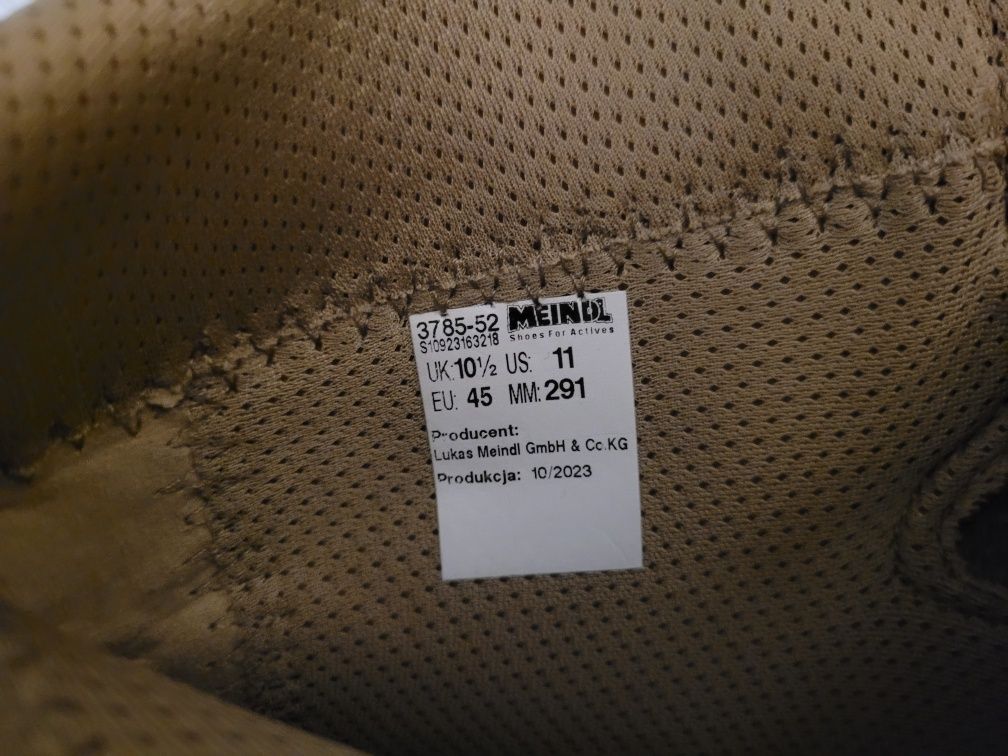 3785-52 MEINDL
S10923163218 Shoes For Actives
UK: 10½ US: 11
EU: 45 MM: 291
Producent:
Lukas Meindl GmbH & Co.KG
Produkcja: 10/2023